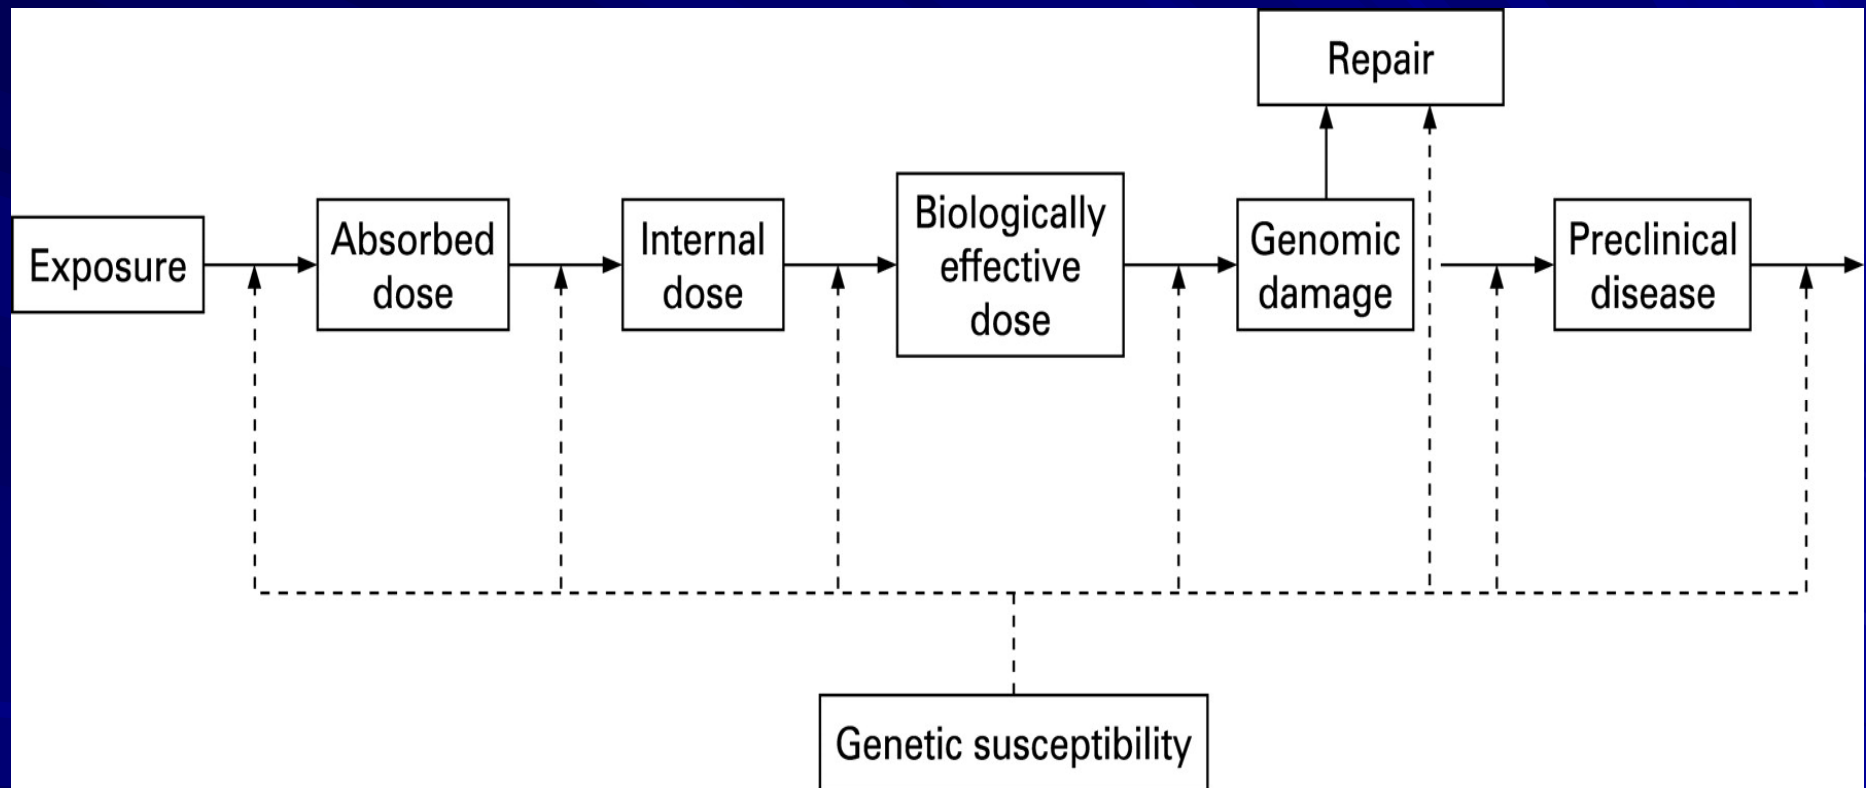 Repair
Exposure
Absorbed
dose
Internal
dose
Biologically
effective
dose
Genomic
damage
Preclinical
disease
Genetic susceptibility